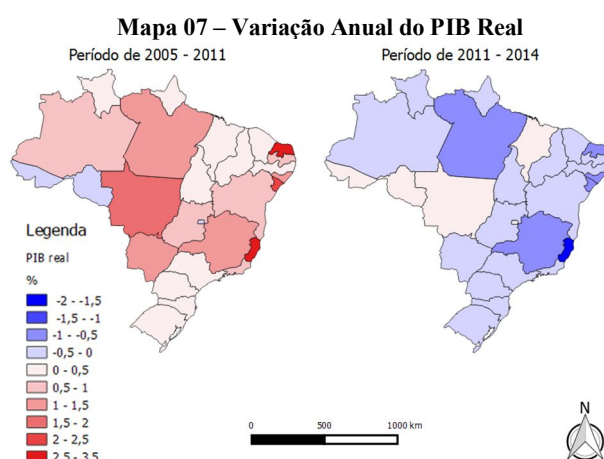 Mapa 07 – Variação Anual do PIB Real
Período de 2005 - 2011
Período de 2011 - 2014
Legenda
PIB real
%
-2 - -1,5
-1,5 - -1
-1 - -0,5
-0,5 - 0
0 - 0,5
0,5 - 1
1 - 1,5
1,5 - 2
2 - 2,5
2,5 - 3,5
0 500 1000 km
N